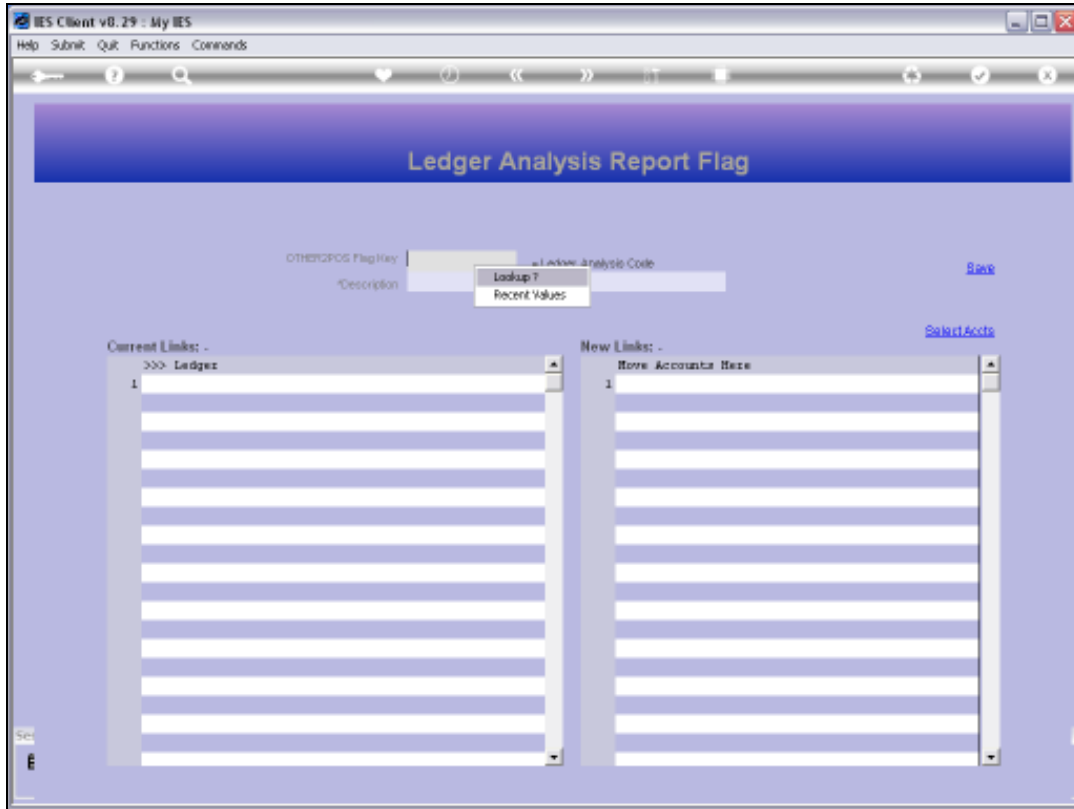 IES Client v8.29 : My IES
Help Submit Quit Functions Commands
Ledger Analysis Report Flag
OTHER2POS Flag Key
Ledger Analysis Code
Save
Lookup ?
*Description
Recent Values
Select Accts
Current Links: -
New Links: -
>>> Ledger
Move Accounts Here
1
1